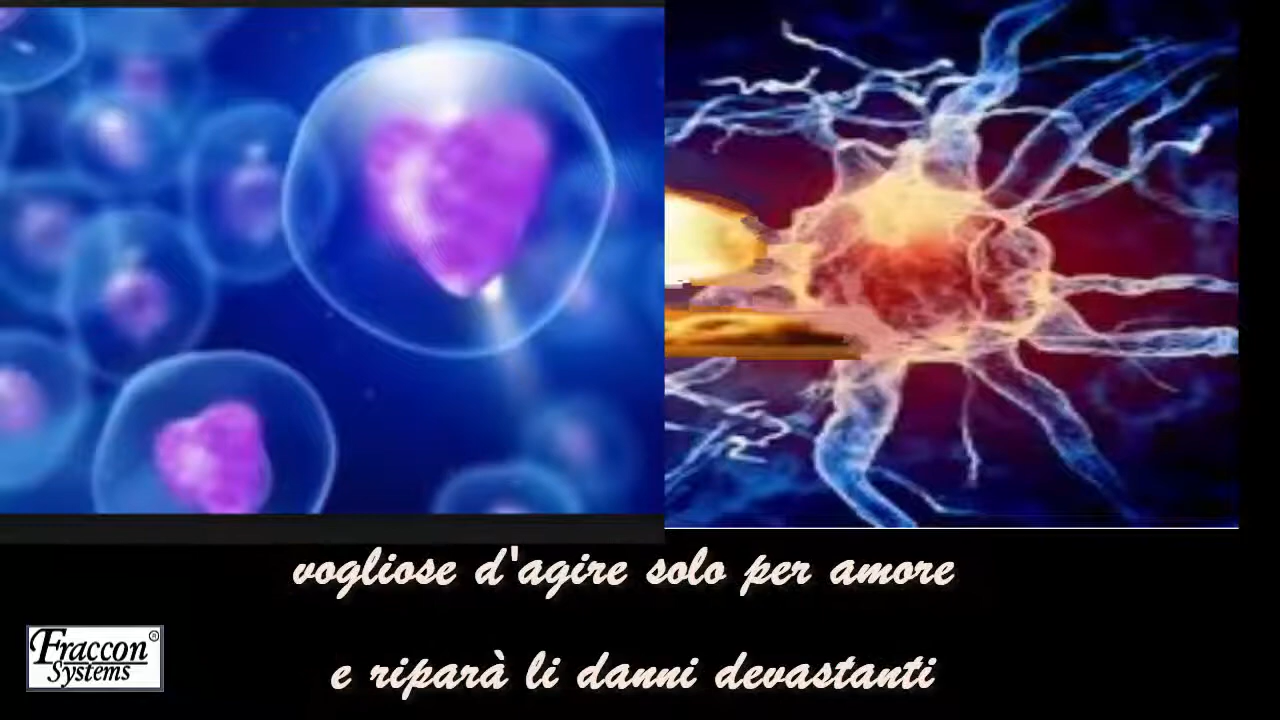 vogliose d'agire solo per amore
e riparà li danni devastanti
Fraccon®
Systems